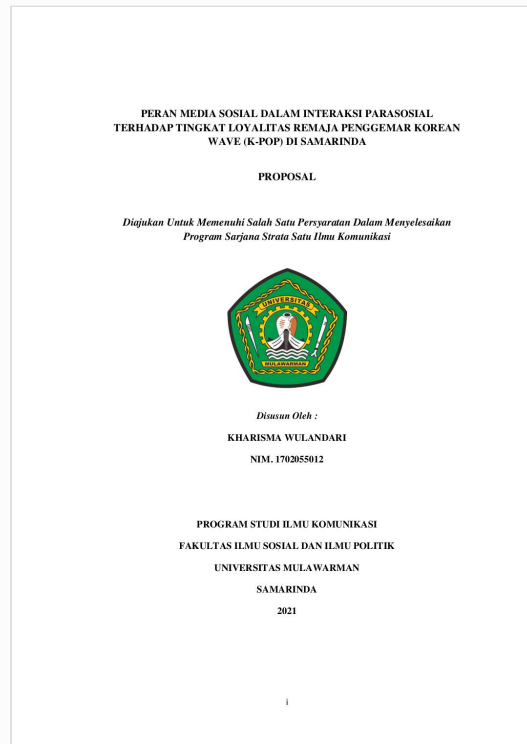 PERAN MEDIA SOSIAL DALAM INTERAKSI PARASOSIAL
TERHADAP TINGKAT LOYALITAS REMAJA PENGGEMAR KOREAN
WAVE (K-POP) DI SAMARINDA
PROPOSAL
Diajukan Untuk Memenuhi Salah Satu Persyaratan Dalam Menyelesaikan
Program Sarjana Strata Satu Ilmu Komunikasi
UNIVERSITAS
MULAWARMAN
Disusun Oleh :
KHARISMA WULANDARI
NIM. 1702055012
PROGRAM STUDI ILMU KOMUNIKASI
FAKULTAS ILMU SOSIAL DAN ILMU POLITIK
UNIVERSITAS MULAWARMAN
SAMARINDA
2021
i